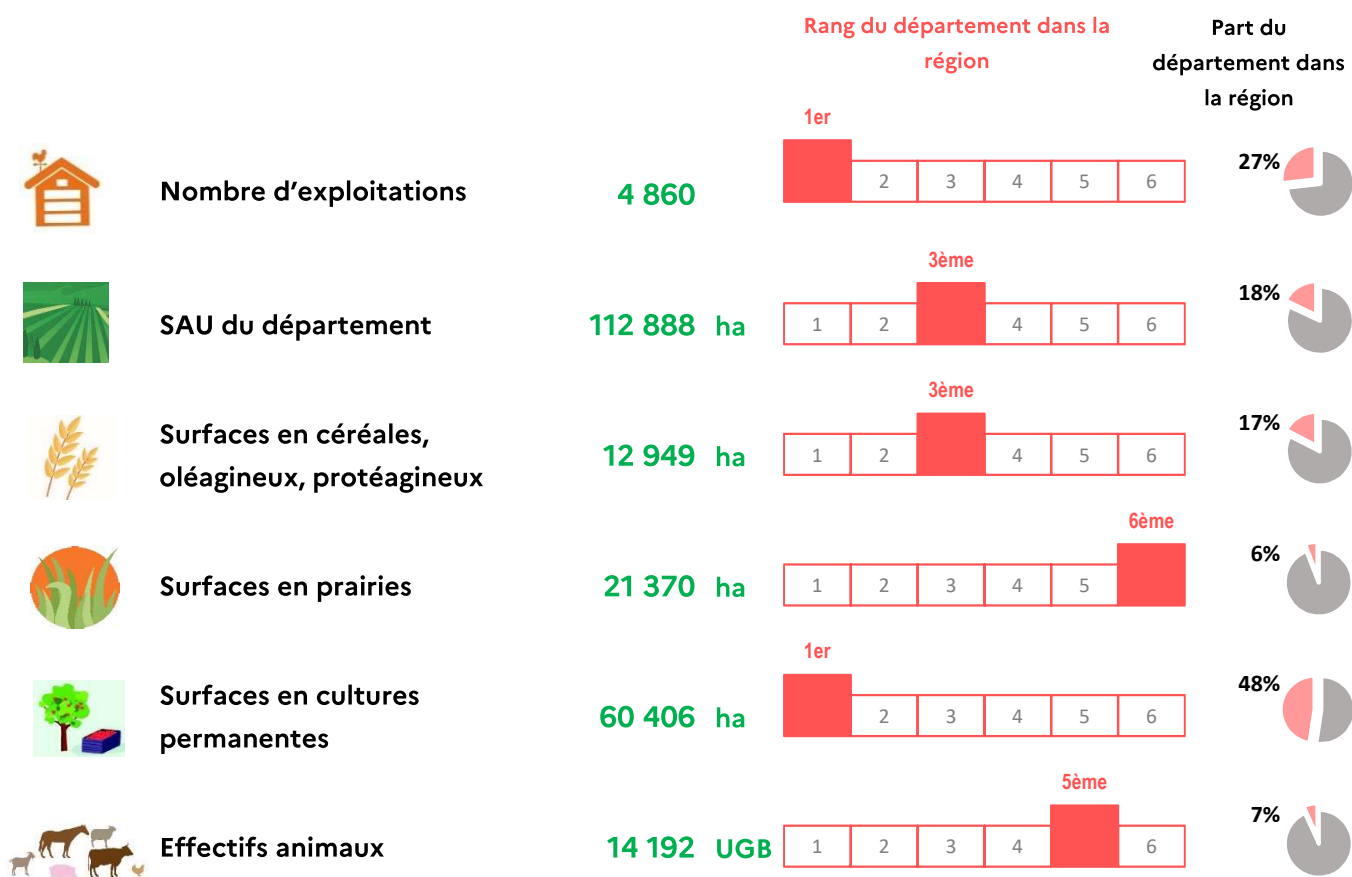 Rang du département dans la
région
Part du
département dans
la région
1er
Nombre d'exploitations 4 860 2 3 4 5 6 27%
3ème
SAU du département 112 888 ha 1 2 4 5 6 18%
3ème
Surfaces en céréales,
oléagineux, protéagineux 12 949 ha 1 2 4 5 6 17%
6ème
Surfaces en prairies 21 370 ha 1 2 3 4 5 6%
1er
Surfaces en cultures
permanentes 60 406 ha 2 3 4 5 6 48%
5ème
Effectifs animaux 14 192 UGB 1 2 3 4 6 7%